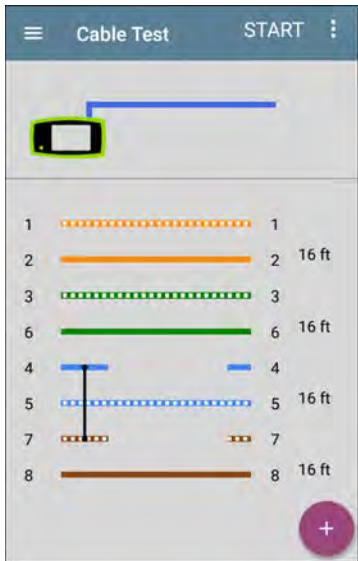 Cable Test START
1 1
2 2 16 ft
3 3
6 6 16 ft
4 4
5 5 16 ft
7 7
8 8 16 ft
+